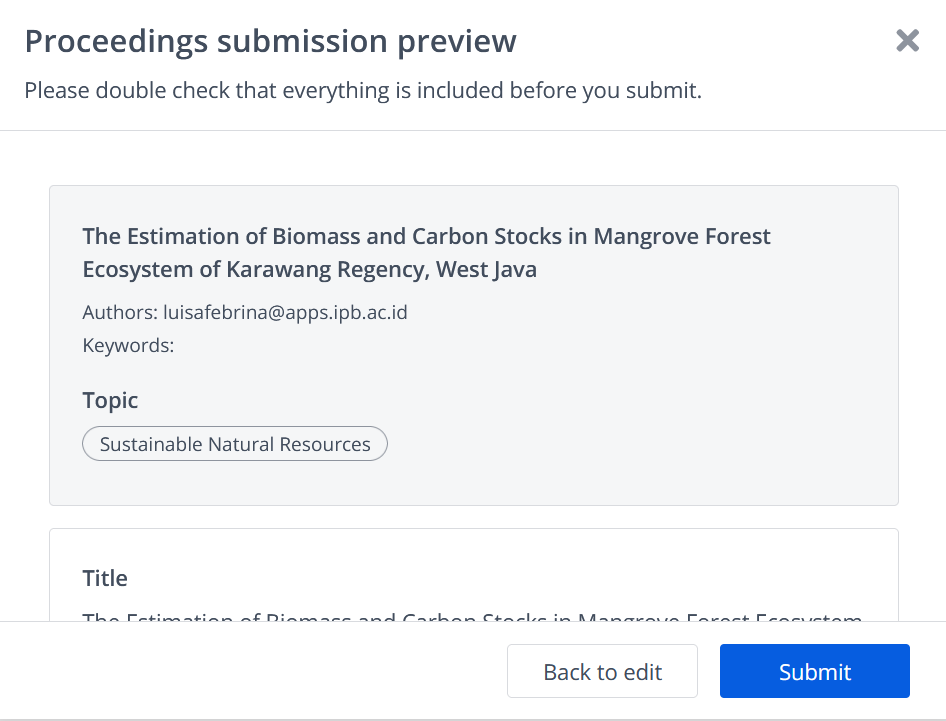 Proceedings submission preview
Please double check that everything is included before you submit.
The Estimation of Biomass and Carbon Stocks in Mangrove Forest
Ecosystem of Karawang Regency, West Java
Authors: luisafebrina@apps.ipb.ac.id
Keywords:
Topic
Sustainable Natural Resources
Title
The Estimation of Biomass and Carbon Stocks in Mangrove Forest Ecosystem
Back to edit
Submit